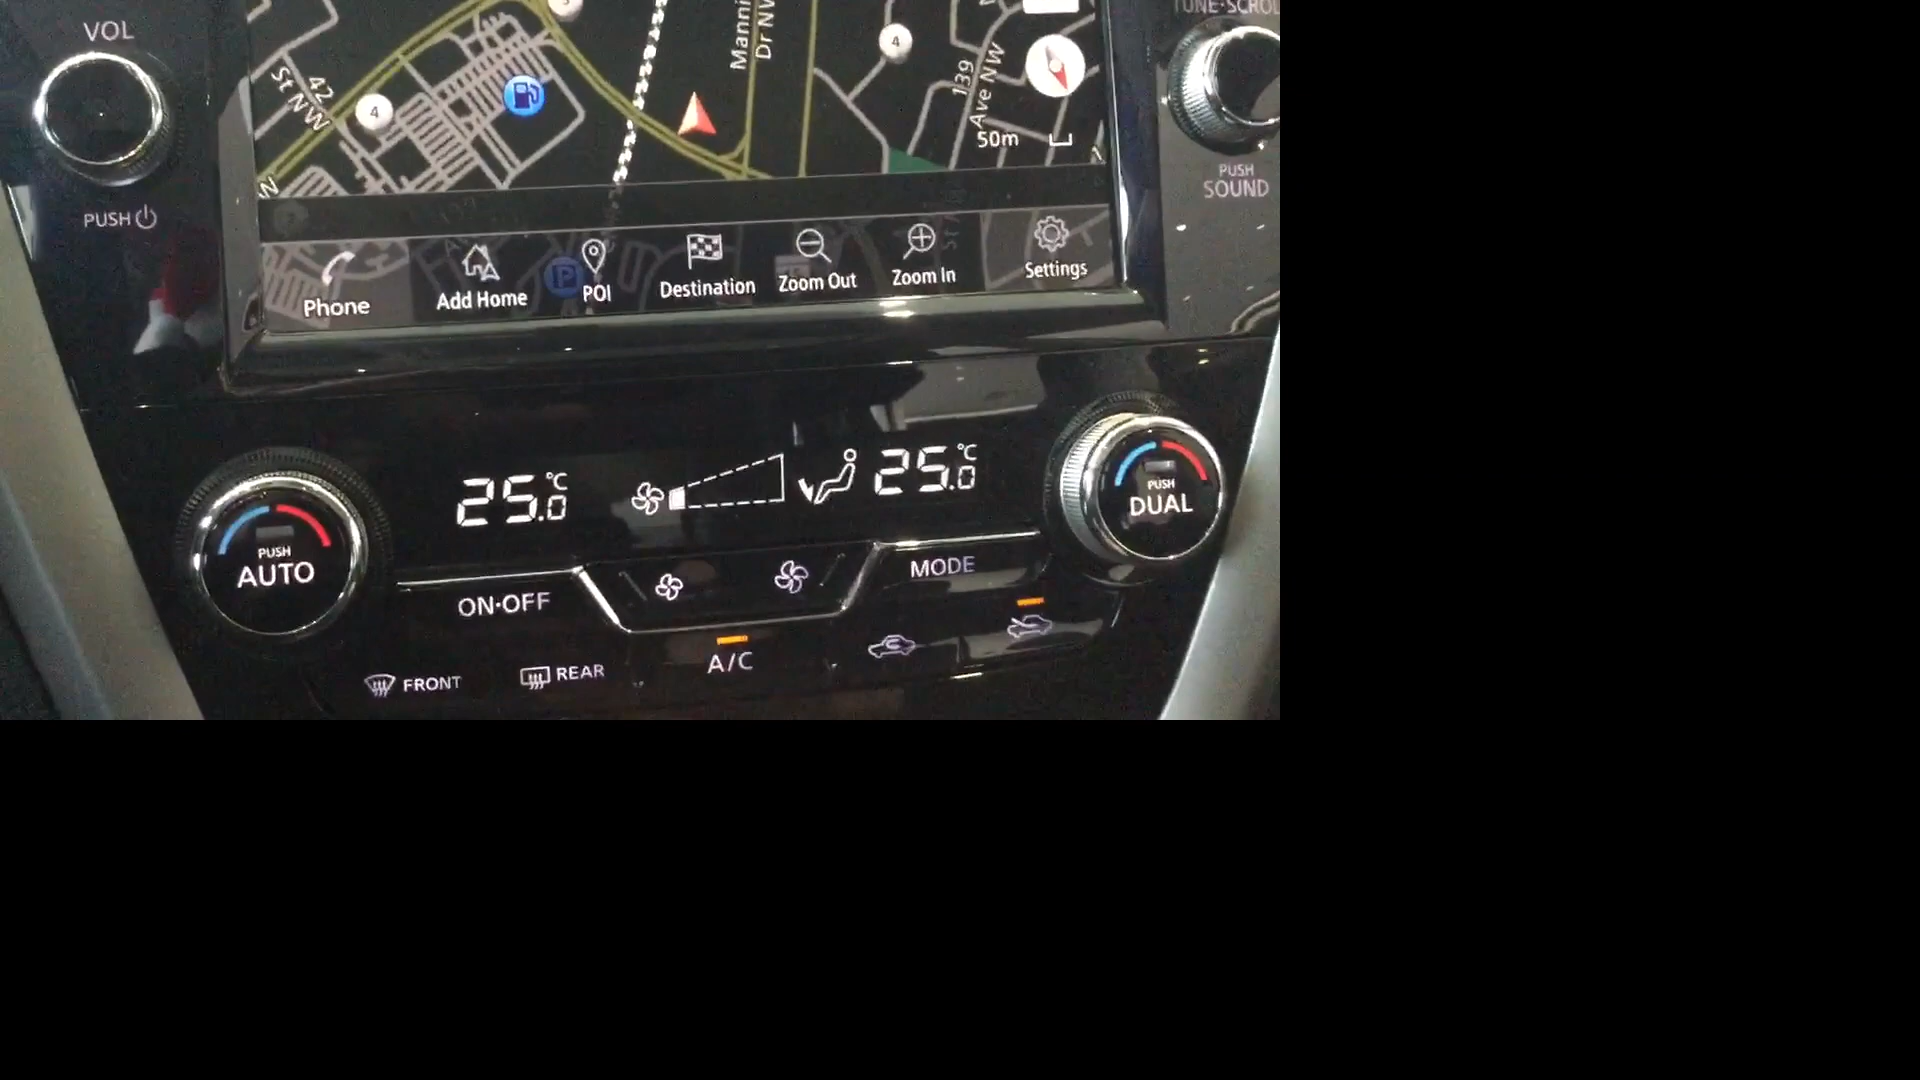 VOL
PUSH
TUNE·SCROL
PUSH
SOUND
42
St NW
4
Manni
Dr NW
4
139
Ave NW
50m
Phone
Add Home
POI
Destination
Zoom Out
Zoom In
Settings
25.0 °C
25.0 °C
PUSH
AUTO
PUSH
DUAL
ON·OFF
MODE
FRONT
REAR
A/C